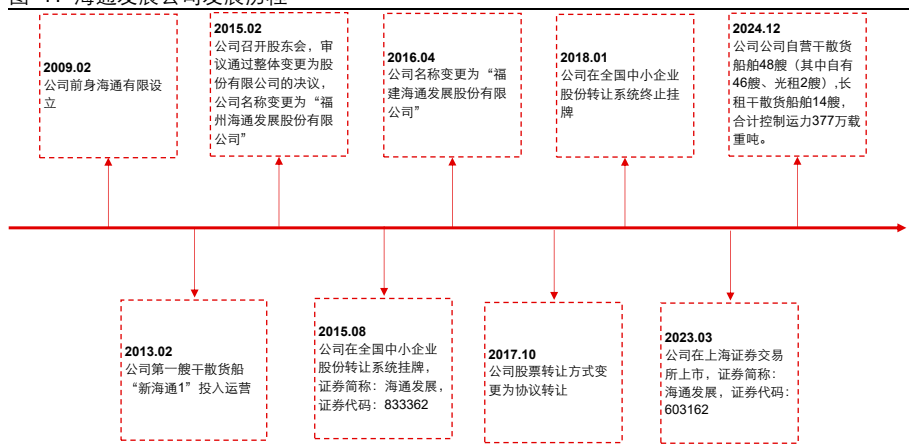 图 1：海通发展公司发展历程
2009.02
公司前身海通有限设
立
2015.02
公司召开股东会，审
议通过整体变更为股
份有限公司的决议，
公司名称变更为“福
州海通发展股份有限
公司”
2016.04
公司名称变更为“福
建海通发展股份有限
公司”
2018.01
公司在全国中小企业
股份转让系统终止挂
牌
2024.12
公司公司自营干散货
船舶48艘（其中自有
46艘、光租2艘）,长
租干散货船舶14艘，
合计控制运力377万载
重吨。
2013.02
公司第一艘干散货船
“新海通1”投入运营
2015.08
公司在全国中小企业
股份转让系统挂牌，
证券简称：海通发展，
证券代码：833362
2017.10
公司股票转让方式变
更为协议转让
2023.03
公司在上海证券交易
所上市，证券简称：
海通发展，证券代码：
603162